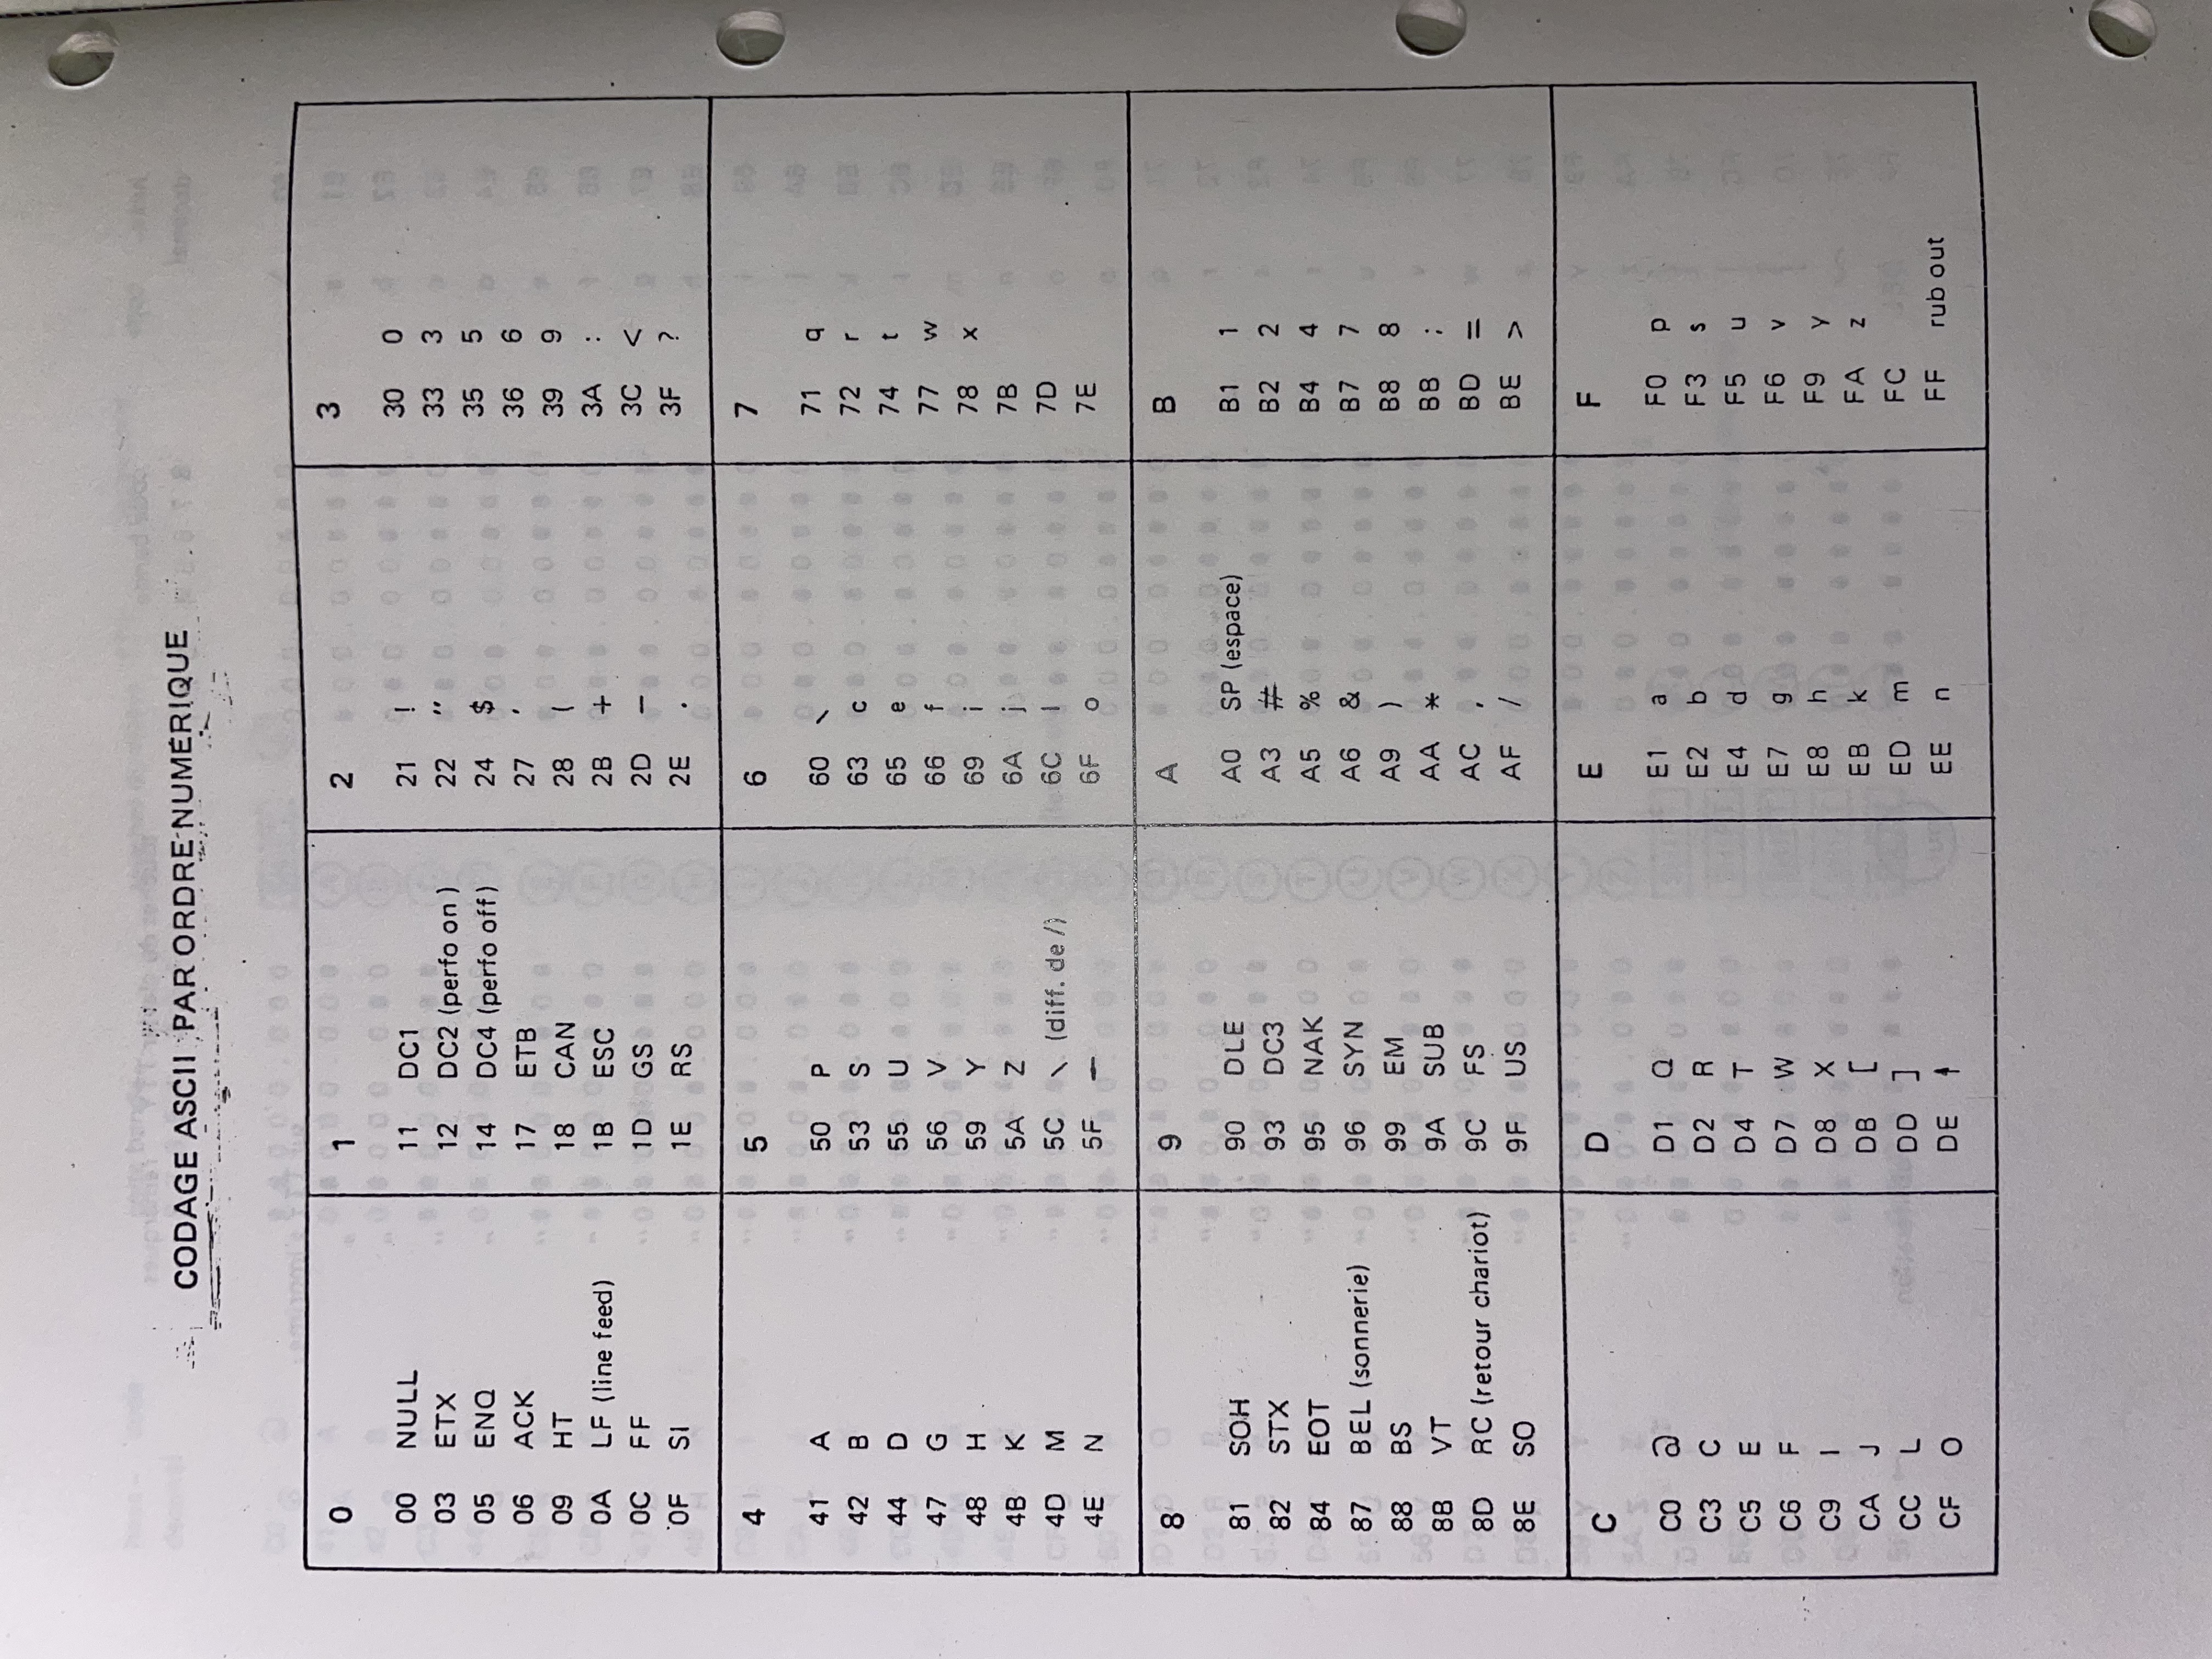 CODAGE ASCII PAR ORDRE NUMÉRIQUE
0
00 NULL
03 ETX
05 ENQ
06 ACK
09 HT
0A LF (line feed)
0C FF
0F SI
1
11 DC1
12 DC2 (perfo on)
14 DC4 (perfo off)
17 ETB
18 CAN
1B ESC
1D GS
1E RS
2
21 !
22 "
24 $
27 '
28 (
2B +
2D –
2E .
3
30 0
33 3
35 5
36 6
39 9
3A :
3C <
3F ?
4
41 A
42 B
44 D
47 G
48 H
4B K
4D M
4E N
5
50 P
53 S
55 U
56 V
59 Y
5A Z
5C \ (diff. de /)
5F —
6
60 \
63 c
65 e
66 f
69 i
6A j
6C l
6F o
7
71 q
72 r
74 t
77 w
78 x
7B
7D
7E
8
81 SOH
82 STX
84 EOT
87 BEL (sonnerie)
88 BS
8B VT
8D RC (retour chariot)
8E SO
9
90 DLE
93 DC3
95 NAK
96 SYN
99 EM
9A SUB
9C FS
9F US
A
A0 SP (espace)
A3 #
A5 %
A6 &
A9 )
AA *
AC ,
AF /
B
B1 1
B2 2
B4 4
B7 7
B8 8
BB ;
BD =
BE >
C
C0 @
C3 C
C5 E
C6 F
C9 I
CA J
CC L
CF O
D
D1 Q
D2 R
D4 T
D7 W
D8 X
DB [
DD ]
DE ↑
E
E1 a
E2 b
E4 d
E7 g
E8 h
EB k
ED m
EE n
F
F0 p
F3 s
F5 u
F6 v
F9 y
FA z
FC
FF rub out